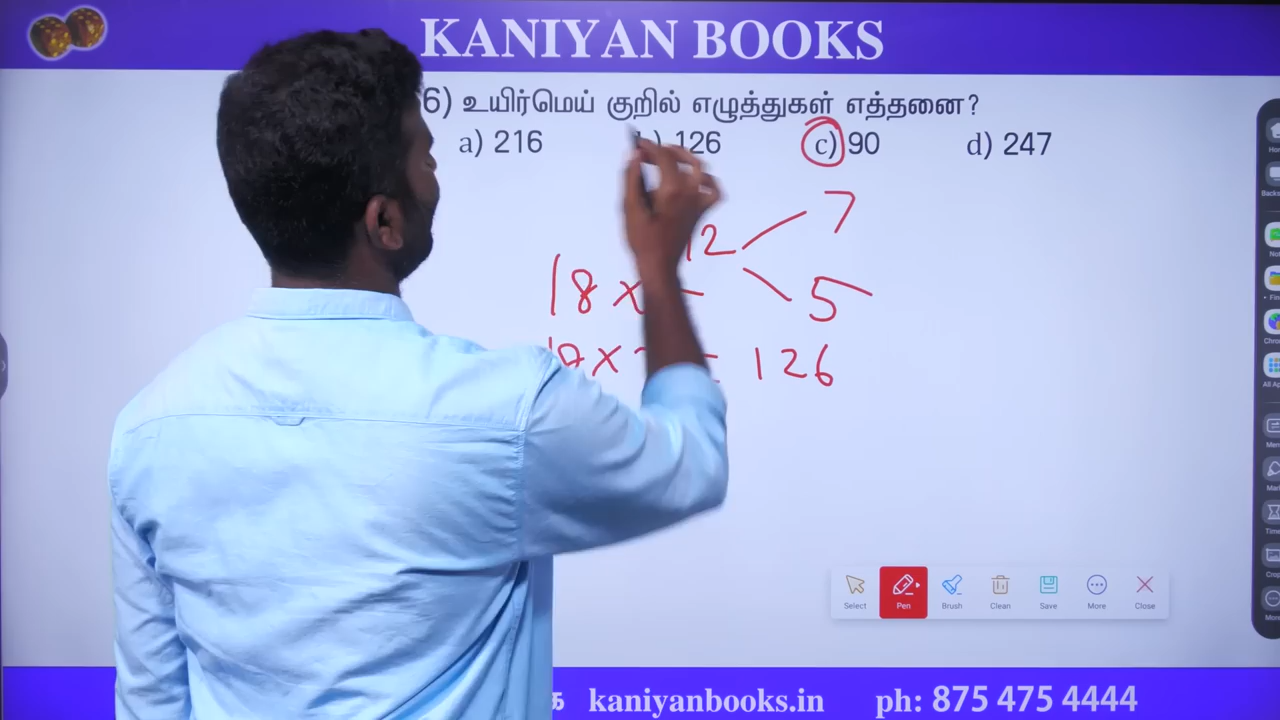 KANIYAN BOOKS
6) உயிர்மெய் குறில் எழுத்துகள் எத்தனை?
a) 216 126 c) 90 d) 247
7
12
18 x 5
x 126
Select Pen Brush Clean Save More Close
kaniyanbooks.in ph: 875 475 4444